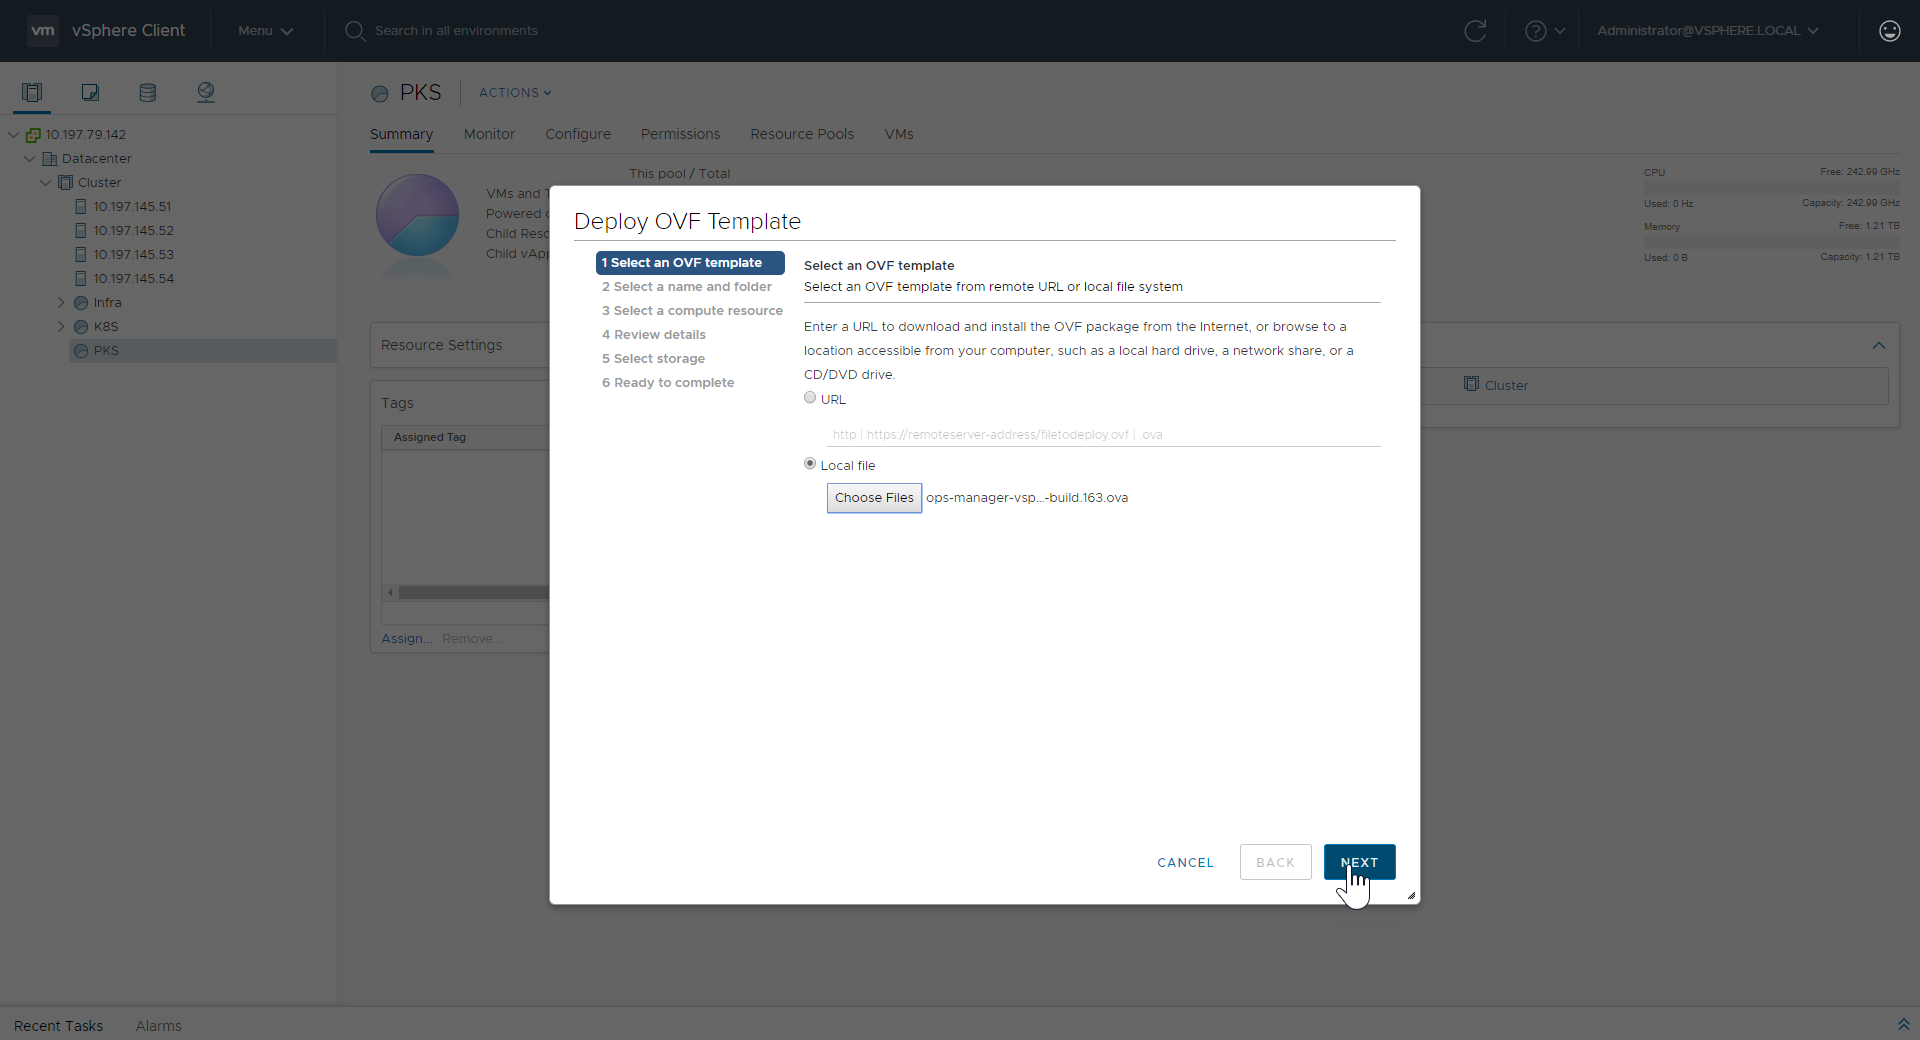 vm vSphere Client Menu Search in all environments Administrator@VSPHERE.LOCAL
10.197.79.142
Datacenter
Cluster
10.197.145.51
10.197.145.52
10.197.145.53
10.197.145.54
Infra
K8S
PKS
PKS ACTIONS
Summary Monitor Configure Permissions Resource Pools VMs
This pool / Total
VMs and
Powered
Child
Child
CPU Free: 242.99 GHz
Used: 0 Hz Capacity: 242.99 GHz
Memory Free: 1.21 TB
Used: 0 B Capacity: 1.21 TB
Resource Settings
Cluster
Tags
Assigned Tag
Assign... Remove...
Deploy OVF Template
1 Select an OVF template
2 Select a name and folder
3 Select a compute resource
4 Review details
5 Select storage
6 Ready to complete
Select an OVF template
Select an OVF template from remote URL or local file system
Enter a URL to download and install the OVF package from the Internet, or browse to a
location accessible from your computer, such as a local hard drive, a network share, or a
CD/DVD drive.
URL
http | https://remoteserver-address/filetodeploy.ovf | .ova
Local file
Choose Files ops-manager-vsp...-build.163.ova
CANCEL BACK NEXT
Recent Tasks Alarms